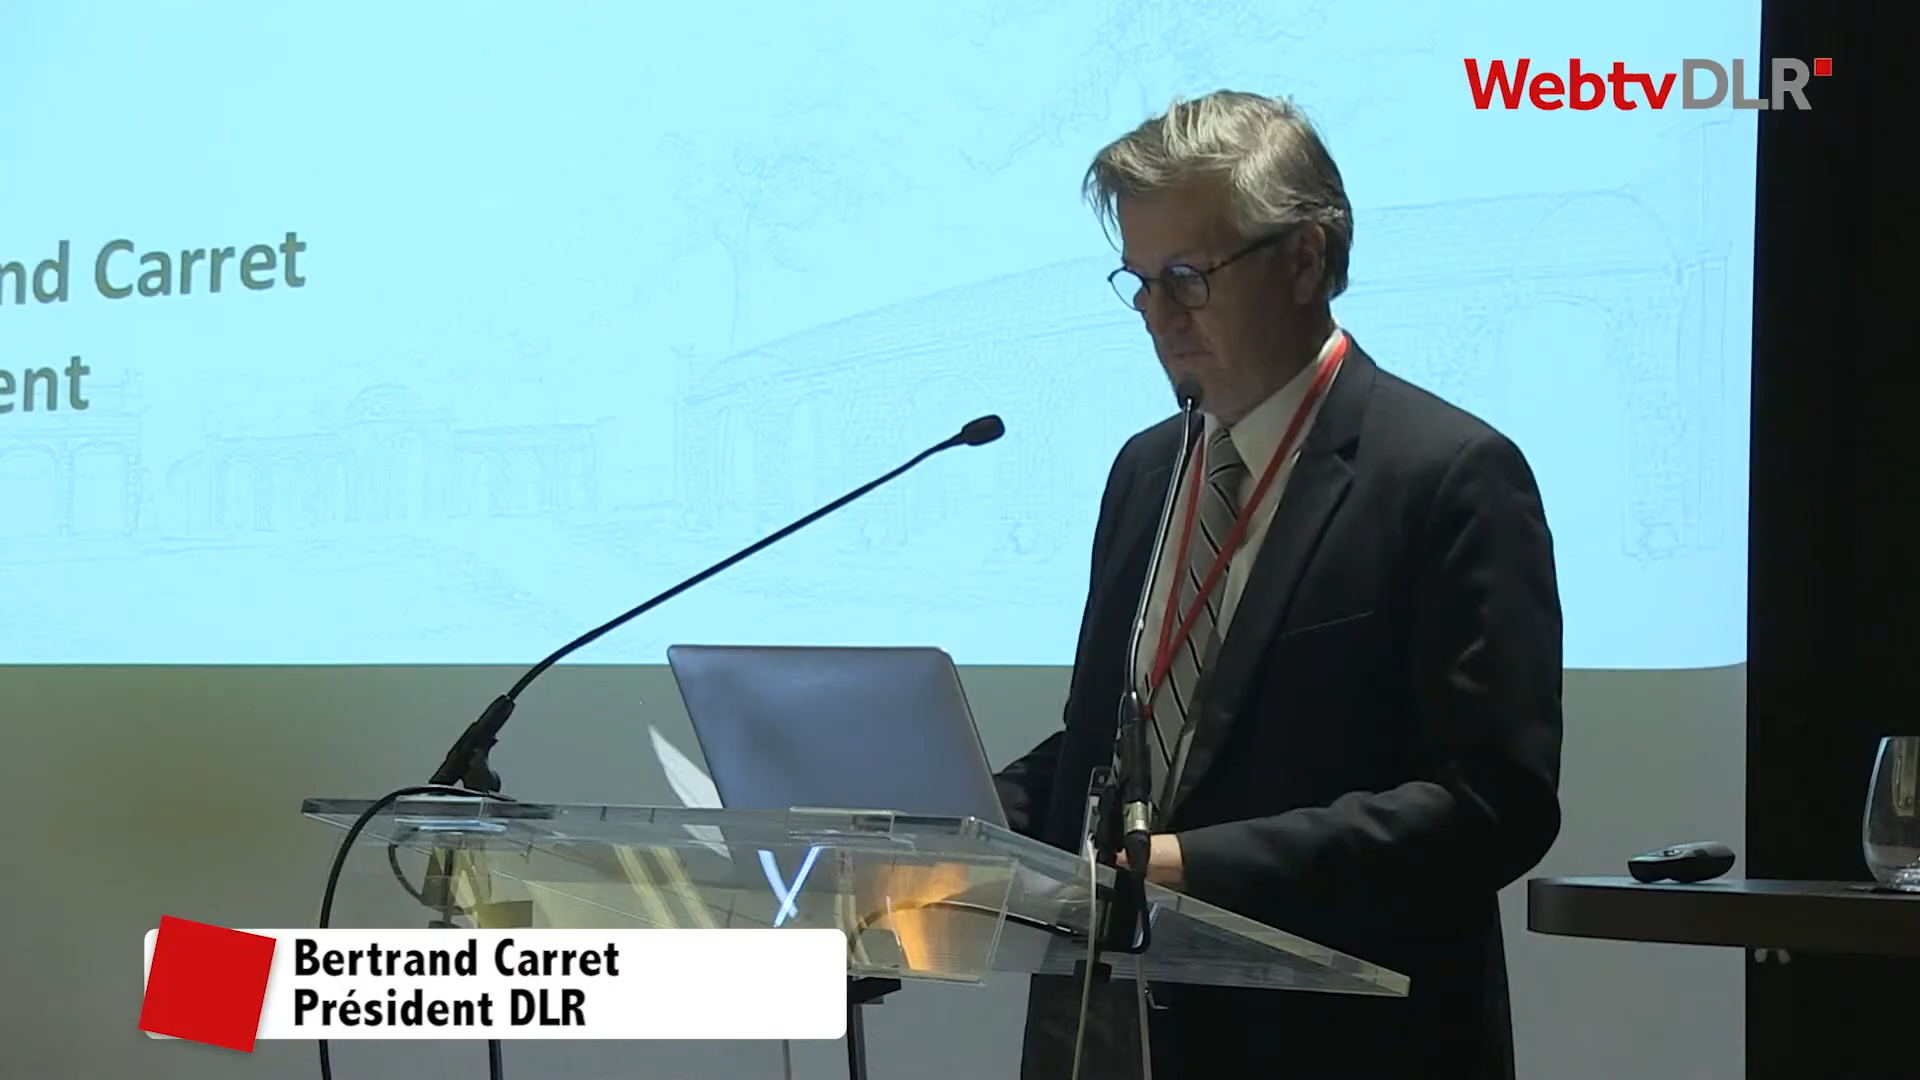 WebtvDLR
nd Carret
ent
Bertrand Carret
Président DLR